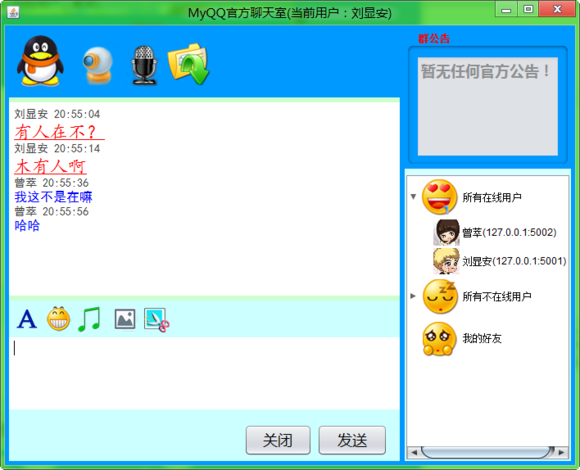 MyQQ官方聊天室(当前用户：刘显安)
群公告
暂无任何官方公告！
刘显安 20:55:04
有人在不?
刘显安 20:55:14
木有人啊
曾萃 20:55:36
我这不是在嘛
曾萃 20:55:56
哈哈
所有在线用户
曾萃(127.0.0.1:5002)
刘显安(127.0.0.1:5001)
所有不在线用户
我的好友
A
关闭
发送